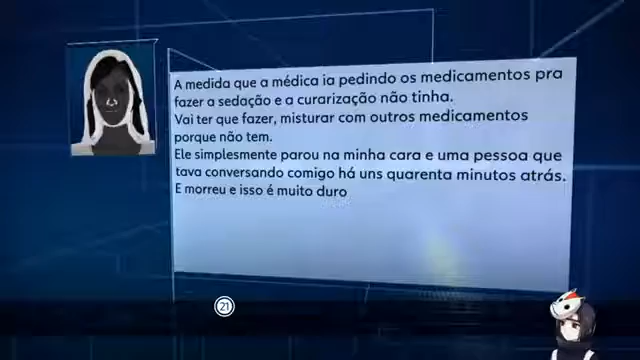 A medida que a médica ia pedindo os medicamentos pra
fazer a sedação e a curarização não tinha.
Vai ter que fazer, misturar com outros medicamentos
porque não tem.
Ele simplesmente parou na minha cara e uma pessoa que
tava conversando comigo há uns quarenta minutos atrás.
E morreu e isso é muito duro
21